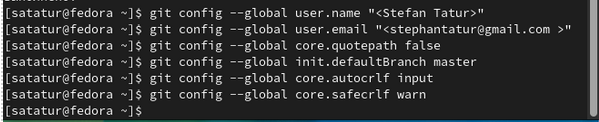 [satatur@fedora ~]$ git config --global user.name "<Stefan Tatur>"
[satatur@fedora ~]$ git config --global user.email "<stephantatur@gmail.com >"
[satatur@fedora ~]$ git config --global core.quotepath false
[satatur@fedora ~]$ git config --global init.defaultBranch master
[satatur@fedora ~]$ git config --global core.autocrlf input
[satatur@fedora ~]$ git config --global core.safecrlf warn
[satatur@fedora ~]$